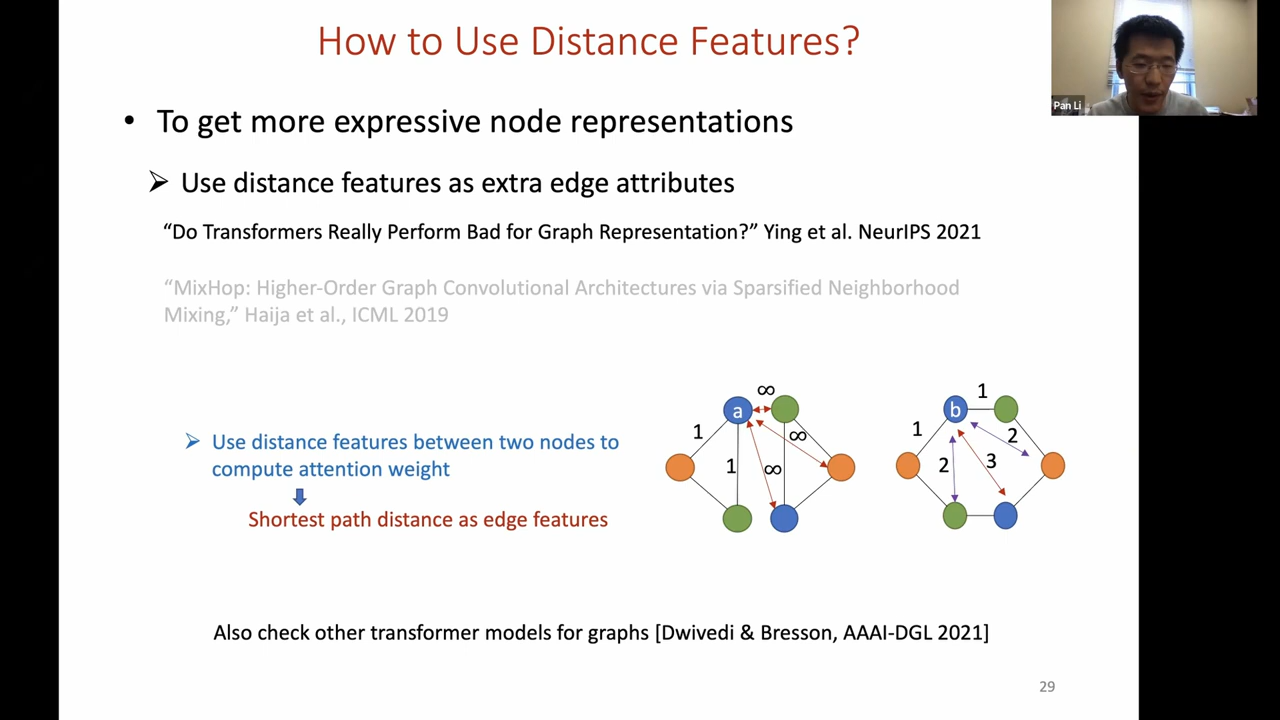 How to Use Distance Features?
Pan Li
• To get more expressive node representations
➢ Use distance features as extra edge attributes
“Do Transformers Really Perform Bad for Graph Representation?” Ying et al. NeurIPS 2021
“MixHop: Higher-Order Graph Convolutional Architectures via Sparsified Neighborhood
Mixing,” Haija et al., ICML 2019
➢ Use distance features between two nodes to
compute attention weight
Shortest path distance as edge features
∞
a
1
∞
1
∞
1
b
1
2
2
3
Also check other transformer models for graphs [Dwivedi & Bresson, AAAI-DGL 2021]
29